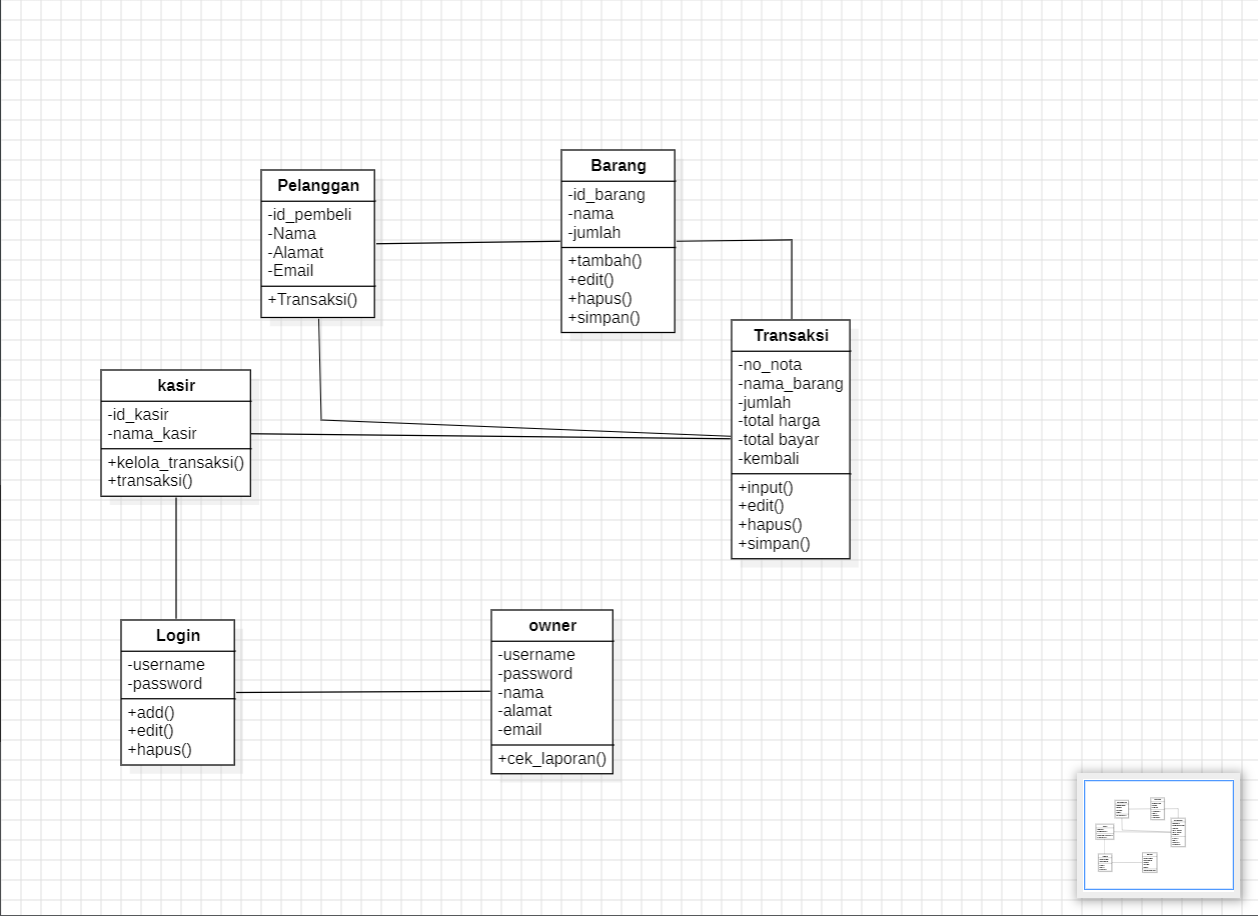 Pelanggan
-id_pembeli
-Nama
-Alamat
-Email
+Transaksi()
Barang
-id_barang
-nama
-jumlah
+tambah()
+edit()
+hapus()
+simpan()
Transaksi
-no_nota
-nama_barang
-jumlah
-total harga
-total bayar
-kembali
+input()
+edit()
+hapus()
+simpan()
kasir
-id_kasir
-nama_kasir
+kelola_transaksi()
+transaksi()
Login
-username
-password
+add()
+edit()
+hapus()
owner
-username
-password
-nama
-alamat
-email
+cek_laporan()